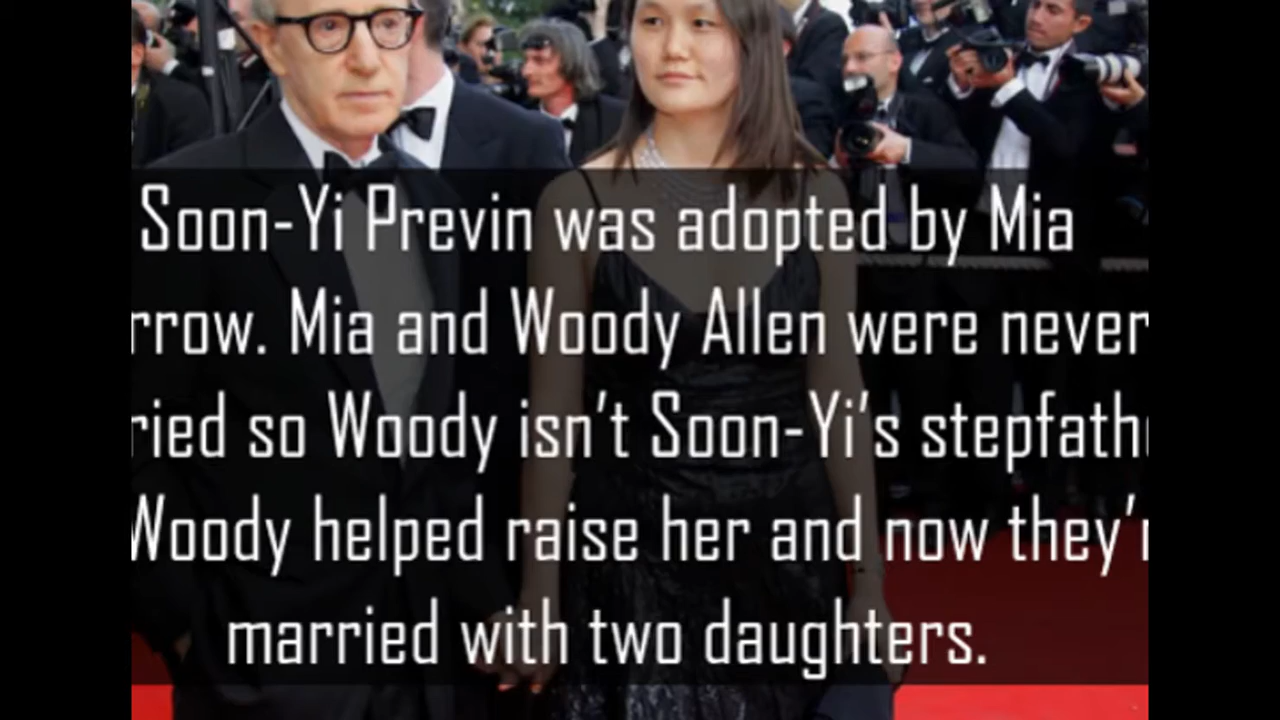 Soon-Yi Previn was adopted by Mia
rrow. Mia and Woody Allen were never
ried so Woody isn't Soon-Yi's stepfath
Woody helped raise her and now they'r
married with two daughters.